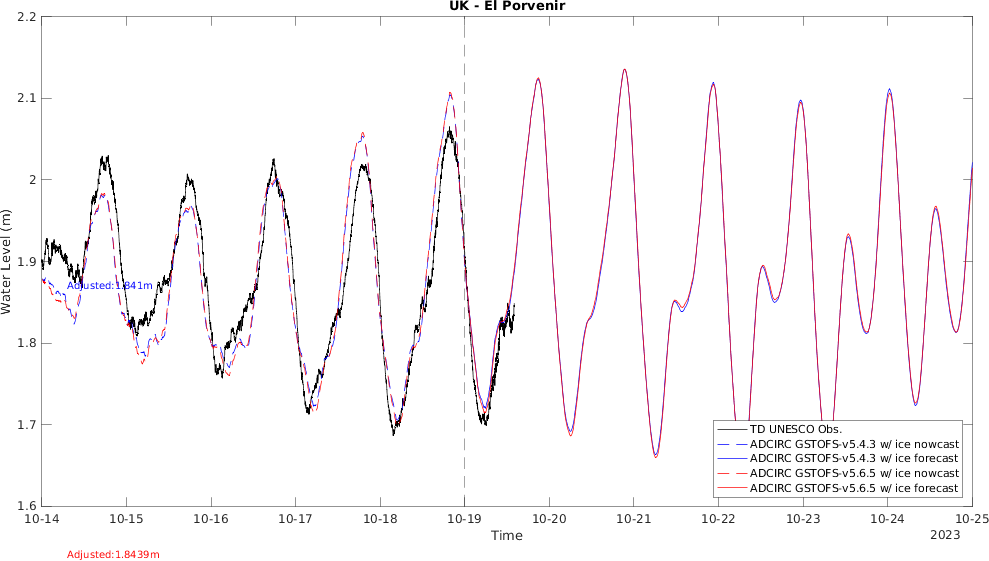 UK - El Porvenir
2.2
2.1
2
1.9
1.8
1.7
1.6
Water Level (m)
Adjusted:1.841m
TD UNESCO Obs.
ADCIRC GSTOFS-v5.4.3 w/ ice nowcast
ADCIRC GSTOFS-v5.4.3 w/ ice forecast
ADCIRC GSTOFS-v5.6.5 w/ ice nowcast
ADCIRC GSTOFS-v5.6.5 w/ ice forecast
10-14 10-15 10-16 10-17 10-18 10-19 10-20 10-21 10-22 10-23 10-24 10-25
Time
2023
Adjusted:1.8439m